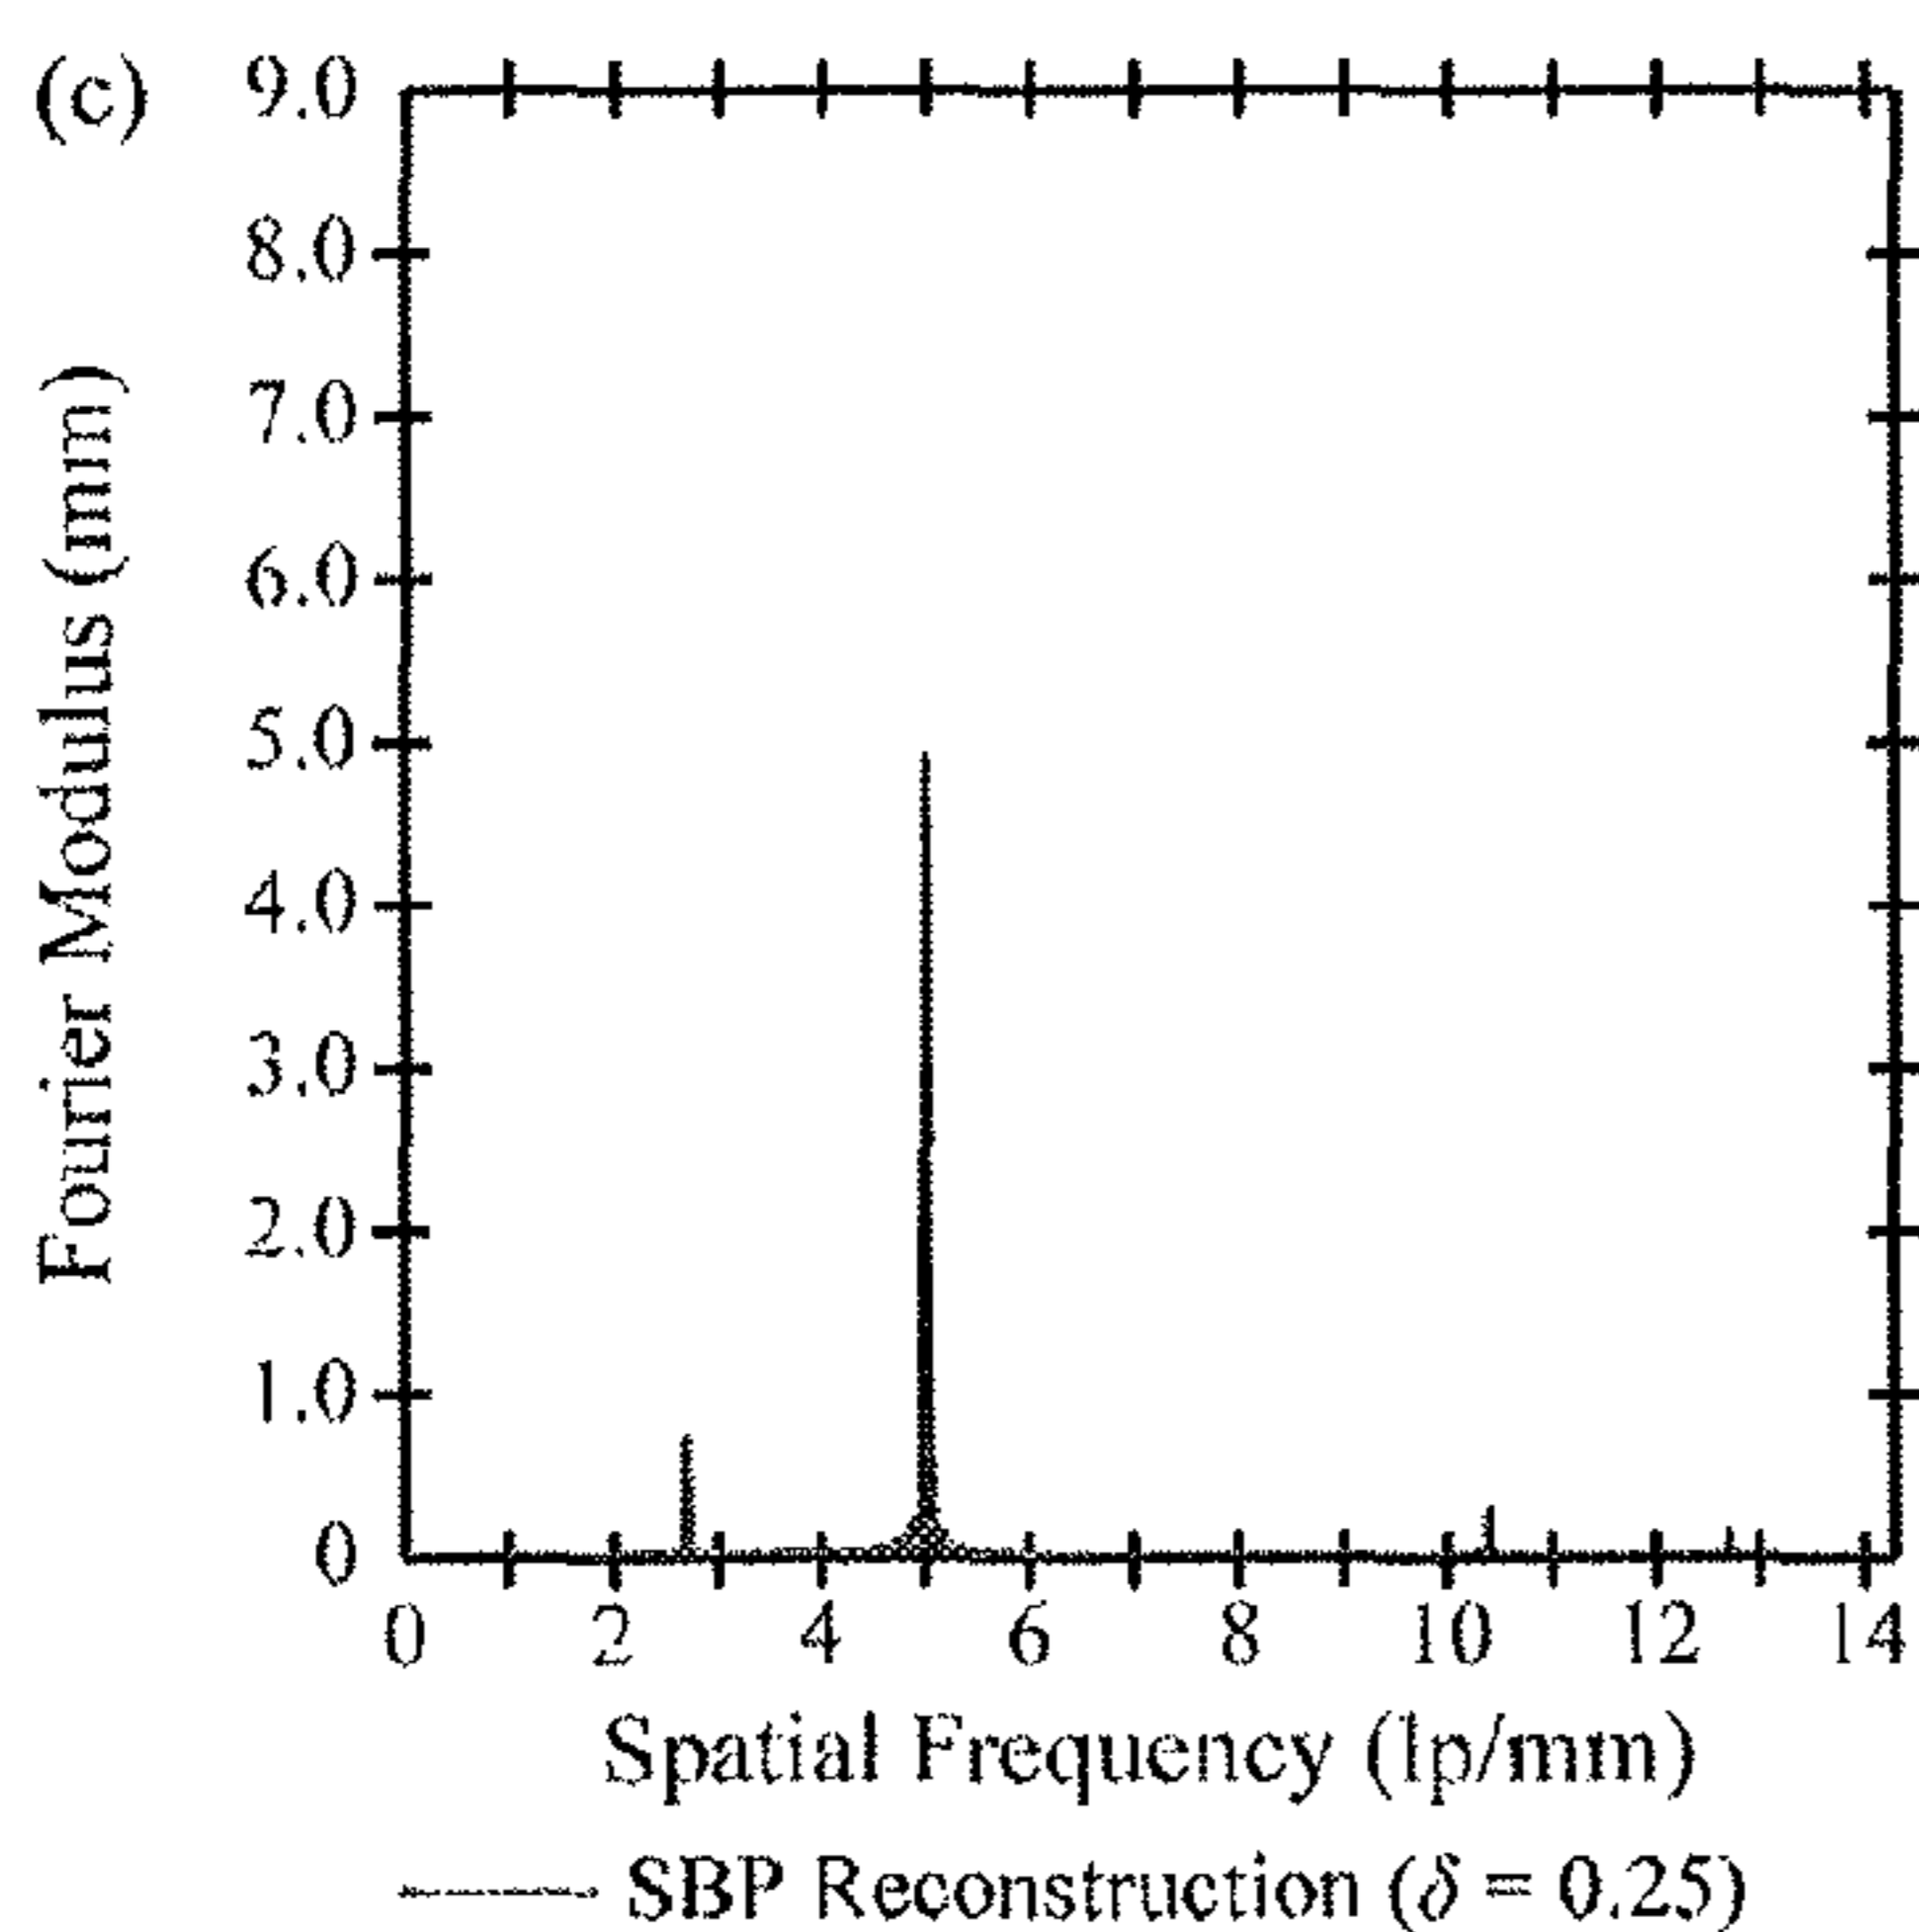 (c)
9.0
8.0
7.0
6.0
5.0
4.0
3.0
2.0
1.0
0
Fourier Modulus (mm)
0 2 4 6 8 10 12 14
Spatial Frequency (lp/mm)
SBP Reconstruction (δ = 0.25)